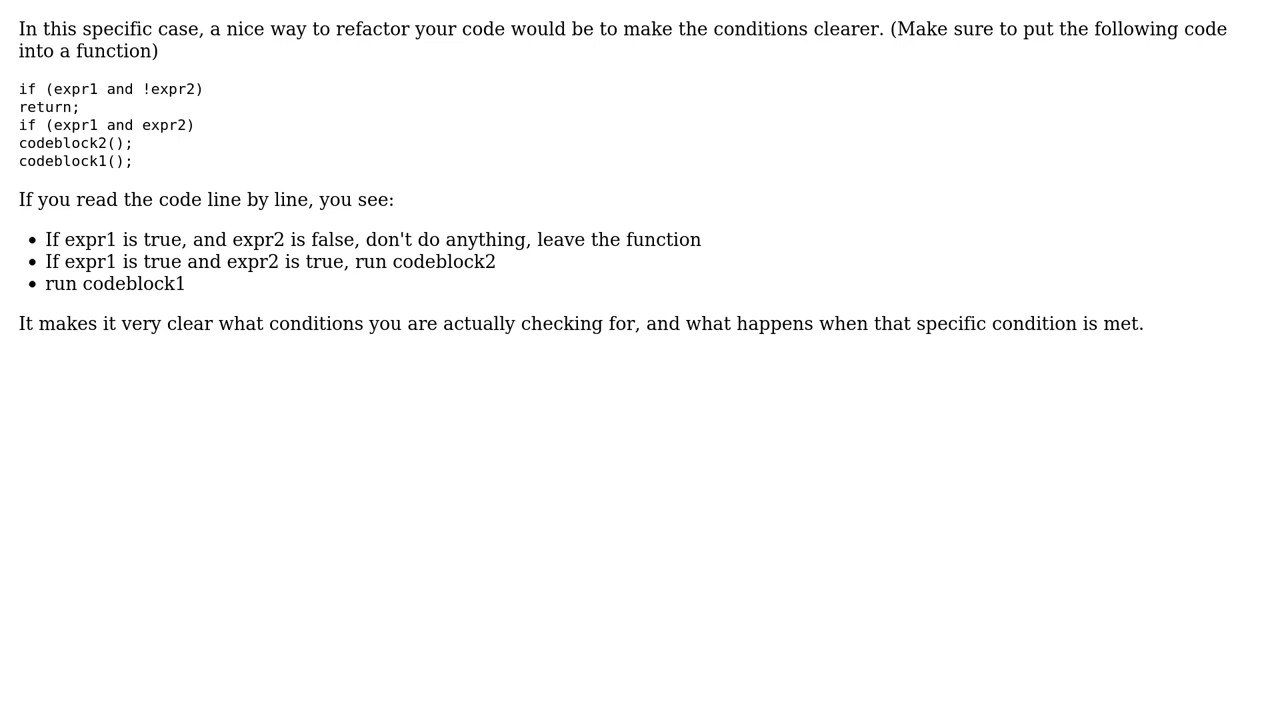 In this specific case, a nice way to refactor your code would be to make the conditions clearer. (Make sure to put the following code
into a function)
if (expr1 and !expr2)
return;
if (expr1 and expr2)
codeblock2();
codeblock1();
If you read the code line by line, you see:
• If expr1 is true, and expr2 is false, don't do anything, leave the function
• If expr1 is true and expr2 is true, run codeblock2
• run codeblock1
It makes it very clear what conditions you are actually checking for, and what happens when that specific condition is met.